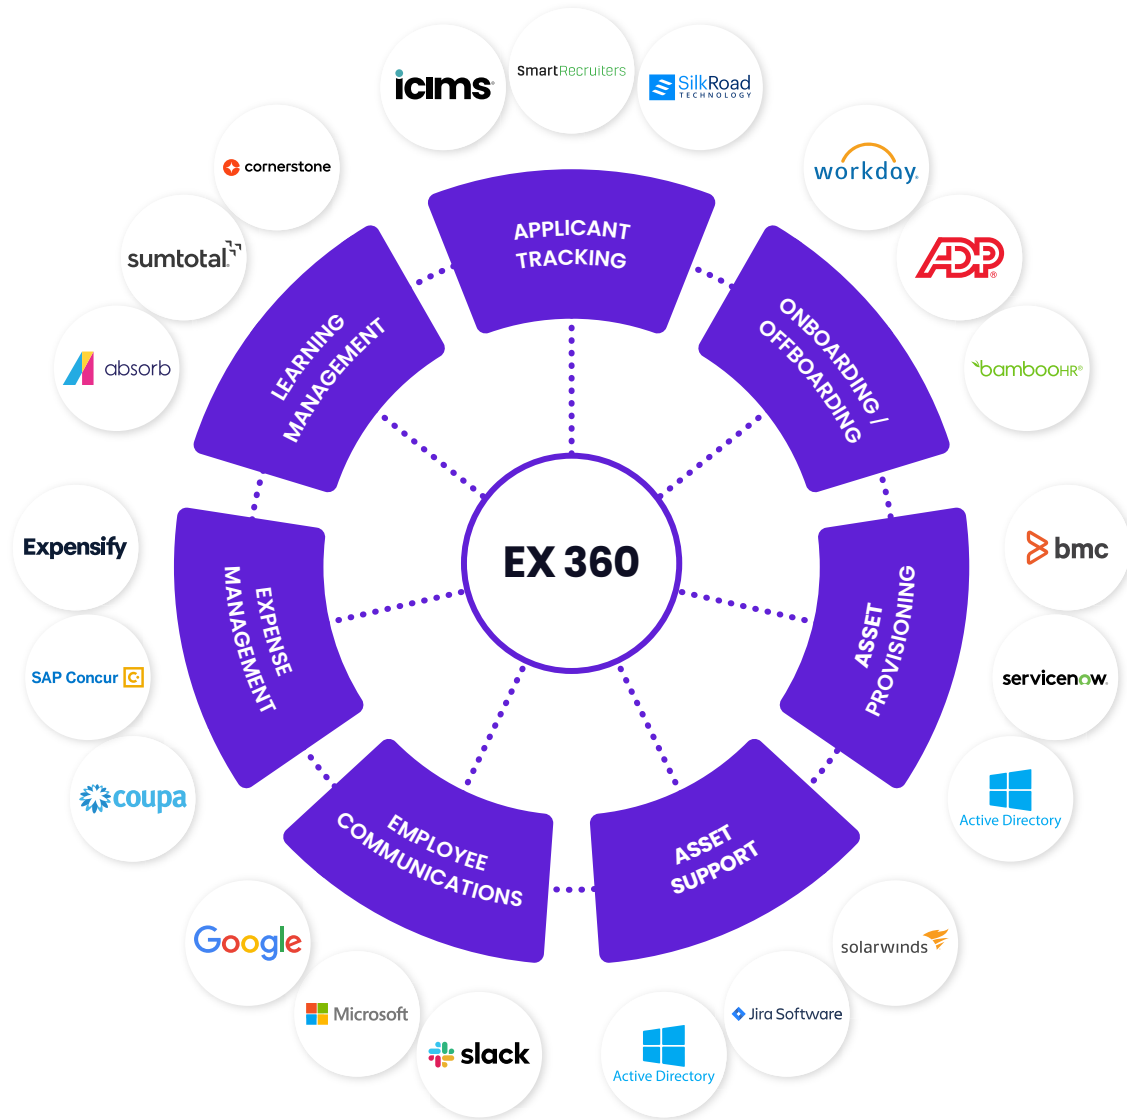 icims
SmartRecruiters
SilkRoad
TECHNOLOGY
workday.
ADP
bambooHR
bmc
servicenow.
Active Directory
solarwinds
Jira Software
Active Directory
slack
Microsoft
Google
coupa
SAP Concur
Expensify
absorb
sumtotal.
cornerstone
APPLICANT
TRACKING
ONBOARDING /
OFFBOARDING
ASSET
PROVISIONING
ASSET
SUPPORT
EMPLOYEE
COMMUNICATIONS
EXPENSE
MANAGEMENT
LEARNING
MANAGEMENT
EX 360